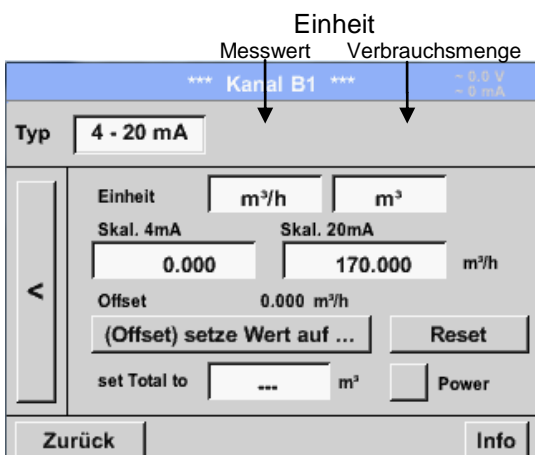 Einheit
Messwert Verbrauchsmenge
*** Kanal B1 *** ~ 0.0 V
~ 0 mA
Typ 4 - 20 mA
Einheit m³/h m³
Skal. 4mA Skal. 20mA
0.000 170.000 m³/h
<
Offset 0.000 m³/h
(Offset) setze Wert auf ... Reset
set Total to --- m³ Power
Zurück Info